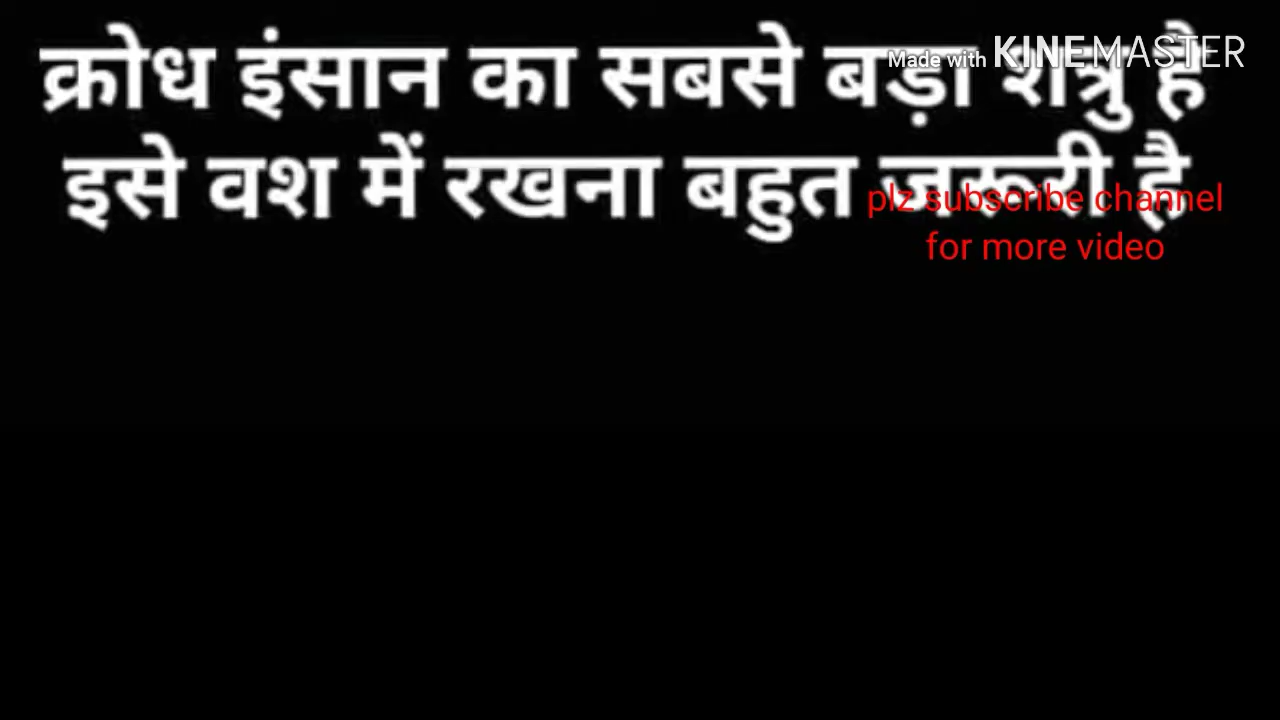 क्रोध इंसान का सबसे बड़ा शत्रु है
Made with KINEMASTER
इसे वश में रखना बहुत जरूरी है
plz subscribe channel
for more video